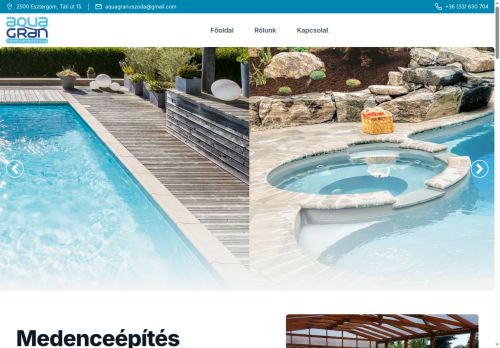 2500 Esztergom, Táti út 15. aquagranuszoda@gmail.com +36 (33) 630 704
AQUA
GRAN
Főoldal Rólunk Kapcsolat
Medenceépítés